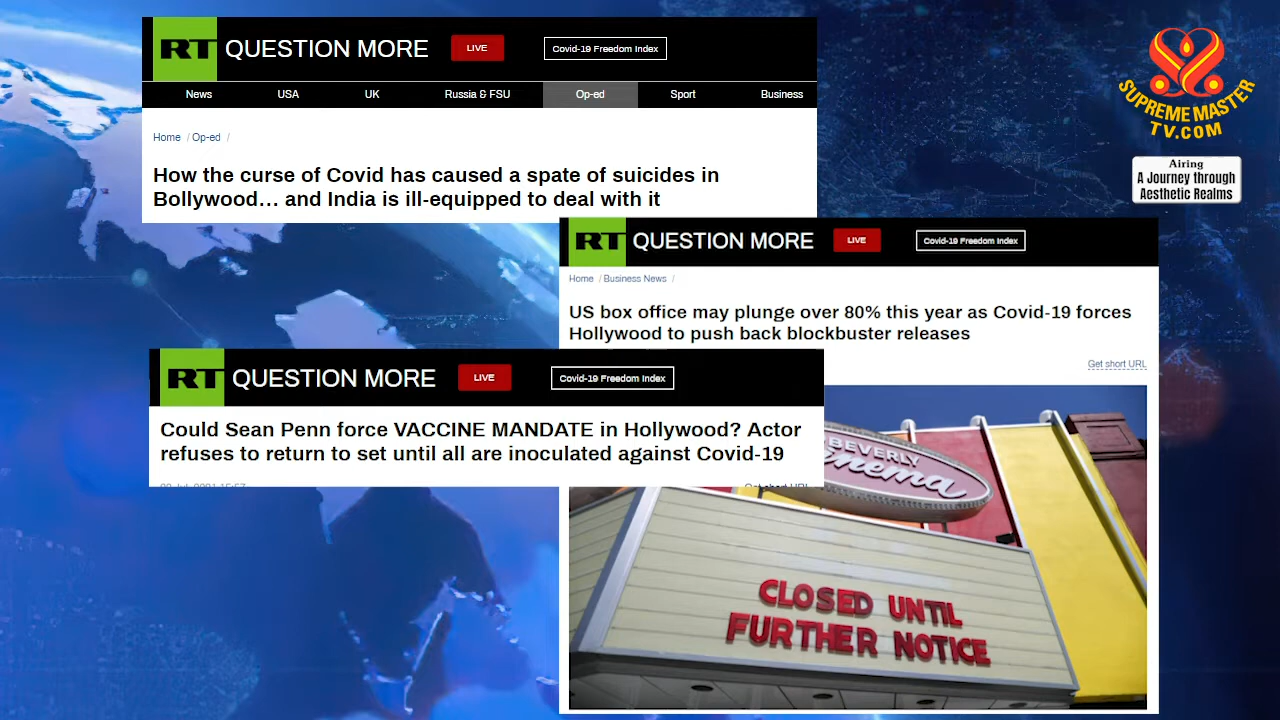 RT QUESTION MORE LIVE Covid-19 Freedom Index
News USA UK Russia & FSU Op-ed Sport Business
Home / Op-ed /
How the curse of Covid has caused a spate of suicides in
Bollywood... and India is ill-equipped to deal with it
SUPREME MASTER
TV.COM
Airing
A Journey through
Aesthetic Realms
RT QUESTION MORE LIVE Covid-19 Freedom Index
Home / Business News /
US box office may plunge over 80% this year as Covid-19 forces
Hollywood to push back blockbuster releases
Get short URL
RT QUESTION MORE LIVE Covid-19 Freedom Index
Could Sean Penn force VACCINE MANDATE in Hollywood? Actor
refuses to return to set until all are inoculated against Covid-19
Get short URL
BEVERLY
Cinema
CLOSED UNTIL
FURTHER NOTICE